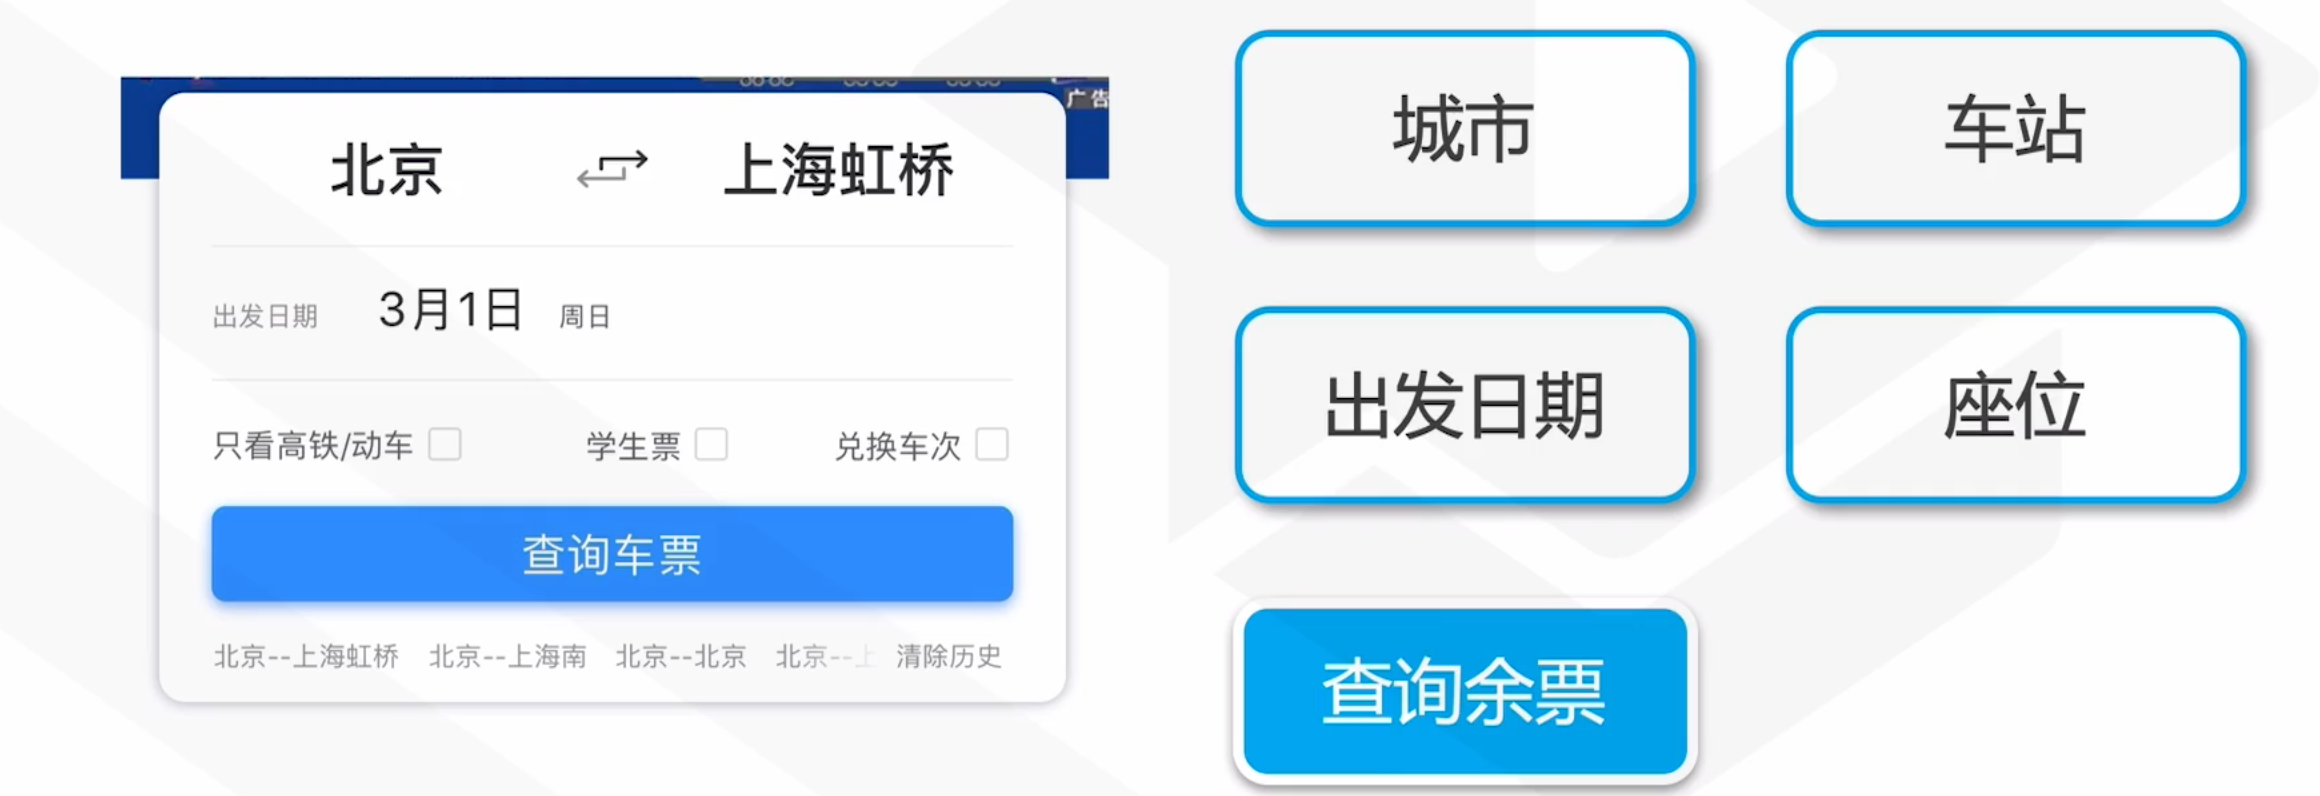 广告
北京 上海虹桥
出发日期 3月1日 周日
只看高铁/动车 学生票 兑换车次
查询车票
北京--上海虹桥 北京--上海南 北京--北京 北京--上 清除历史
城市
车站
出发日期
座位
查询余票